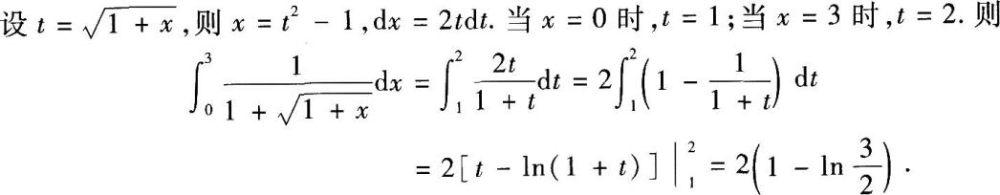 设 $t = \sqrt{1 + x}$ ,则 $x = t^2 - 1$ ,$\mathrm{d}x = 2t\mathrm{d}t$. 当 $x = 0$ 时 ,$t = 1$ ;当 $x = 3$ 时 ,$t = 2$. 则
$\int_0^3 \frac{1}{1 + \sqrt{1 + x}} \mathrm{d}x = \int_1^2 \frac{2t}{1 + t} \mathrm{d}t = 2\int_1^2 \left(1 - \frac{1}{1 + t}\right) \mathrm{d}t$
$= 2[t - \ln(1 + t)] \Big|_1^2 = 2\left(1 - \ln \frac{3}{2}\right)$ .